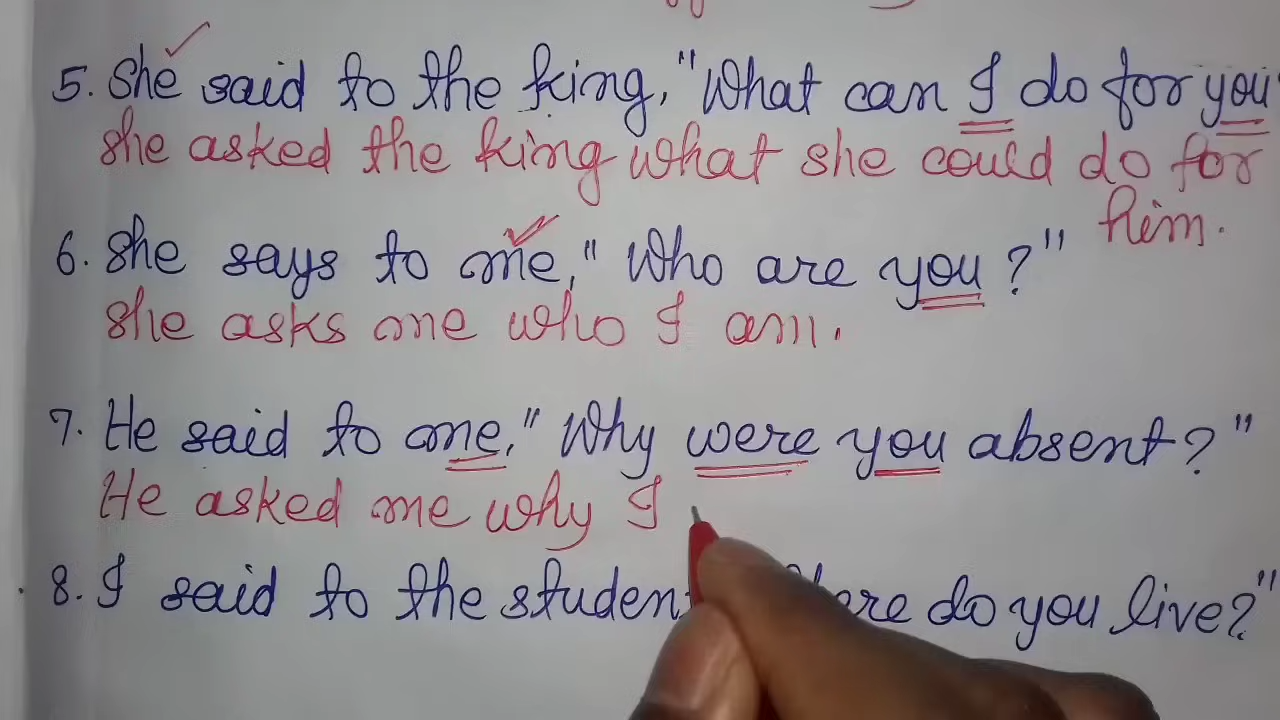 5. She said to the king, "What can I do for you
she asked the king what she could do for
him.
6. She says to me, "Who are you ?"
She asks me who I am.
7. He said to me, "Why were you absent?"
He asked me why I
8. I said to the student do you live?"